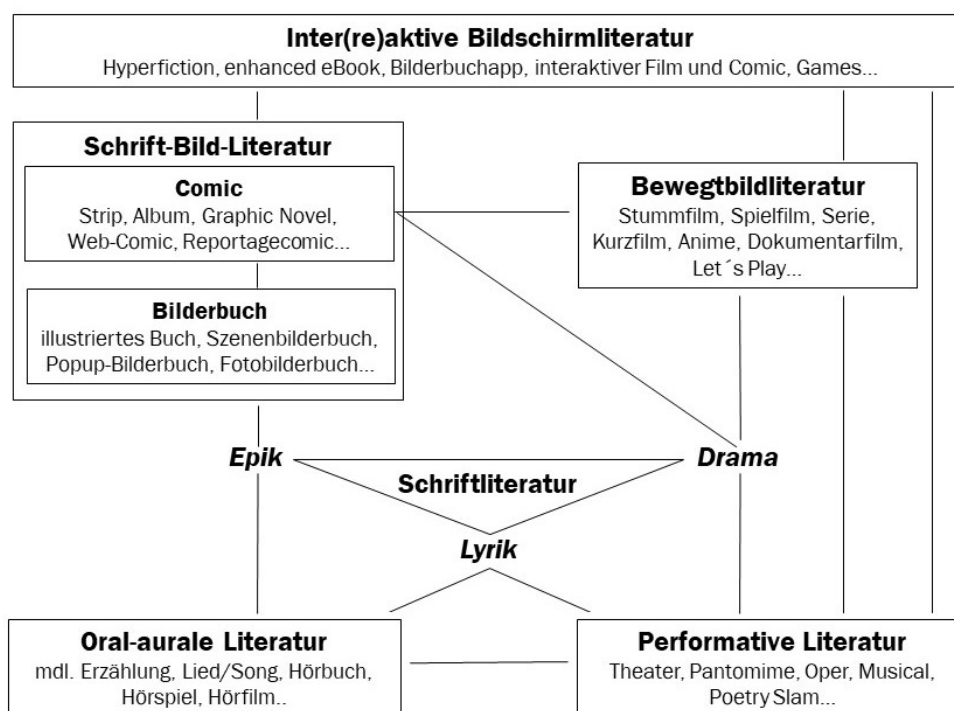 Inter(re)aktive Bildschirmliteratur
Hyperfiction, enhanced eBook, Bilderbuchapp, interaktiver Film und Comic, Games...
Schrift-Bild-Literatur
Comic
Strip, Album, Graphic Novel,
Web-Comic, Reportagecomic...
Bilderbuch
illustriertes Buch, Szenenbilderbuch,
Popup-Bilderbuch, Fotobilderbuch...
Bewegtbildliteratur
Stummfilm, Spielfilm, Serie,
Kurzfilm, Anime, Dokumentarfilm,
Let´s Play...
Epik
Drama
Schriftliteratur
Lyrik
Oral-aurale Literatur
mdl. Erzählung, Lied/Song, Hörbuch,
Hörspiel, Hörfilm..
Performative Literatur
Theater, Pantomime, Oper, Musical,
Poetry Slam...